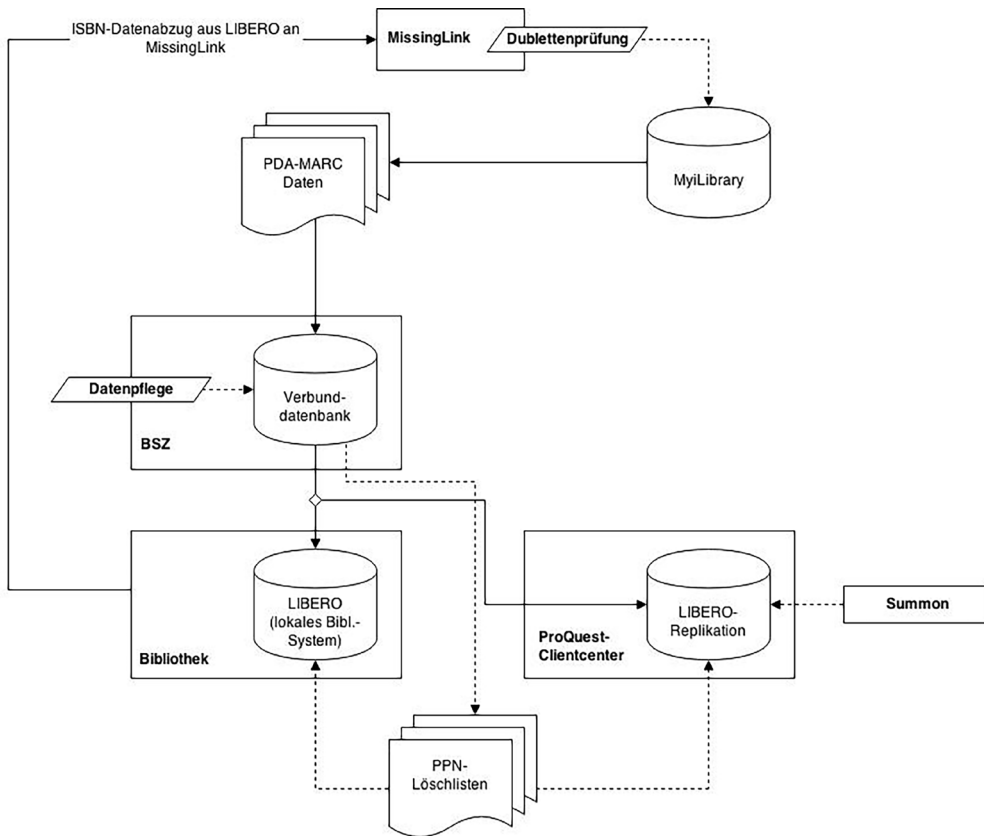 ISBN-Datenabzug aus LIBERO an
MissingLink
MissingLink
Dublettenprüfung
PDA-MARC
Daten
MyiLibrary
Datenpflege
Verbund-
datenbank
BSZ
LIBERO
(lokales Bibl.-
System)
Bibliothek
LIBERO-
Replikation
ProQuest-
Clientcenter
Summon
PPN-
Löschlisten